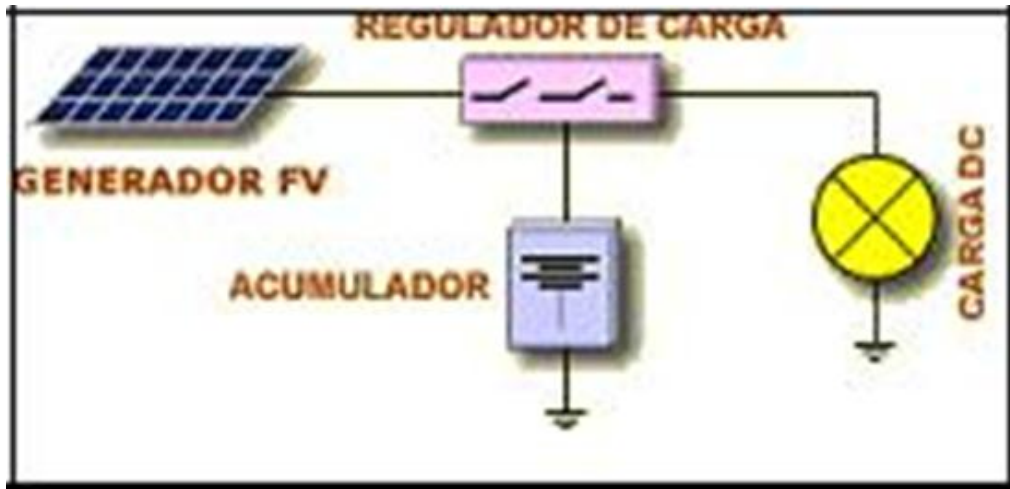 REGULADOR DE CARGA
GENERADOR FV
ACUMULADOR
CARGA DC